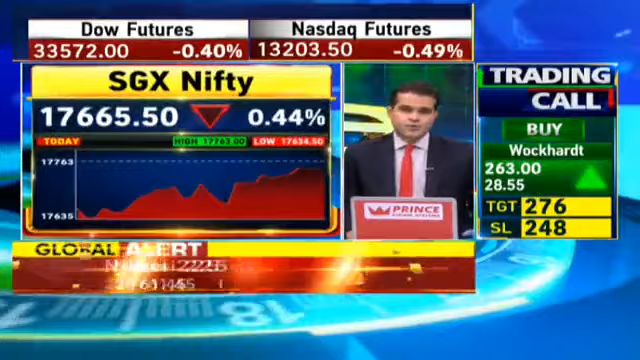 Dow Futures
33572.00 -0.40%
Nasdaq Futures
13203.50 -0.49%
SGX Nifty
17665.50 0.44%
TODAY HIGH 17763.00 LOW 17634.50
17763
17635
PRINCE
TRADING
CALL
BUY
Wockhardt
263.00
28.55
TGT 276
SL 248
GLOBAL ALERT
18